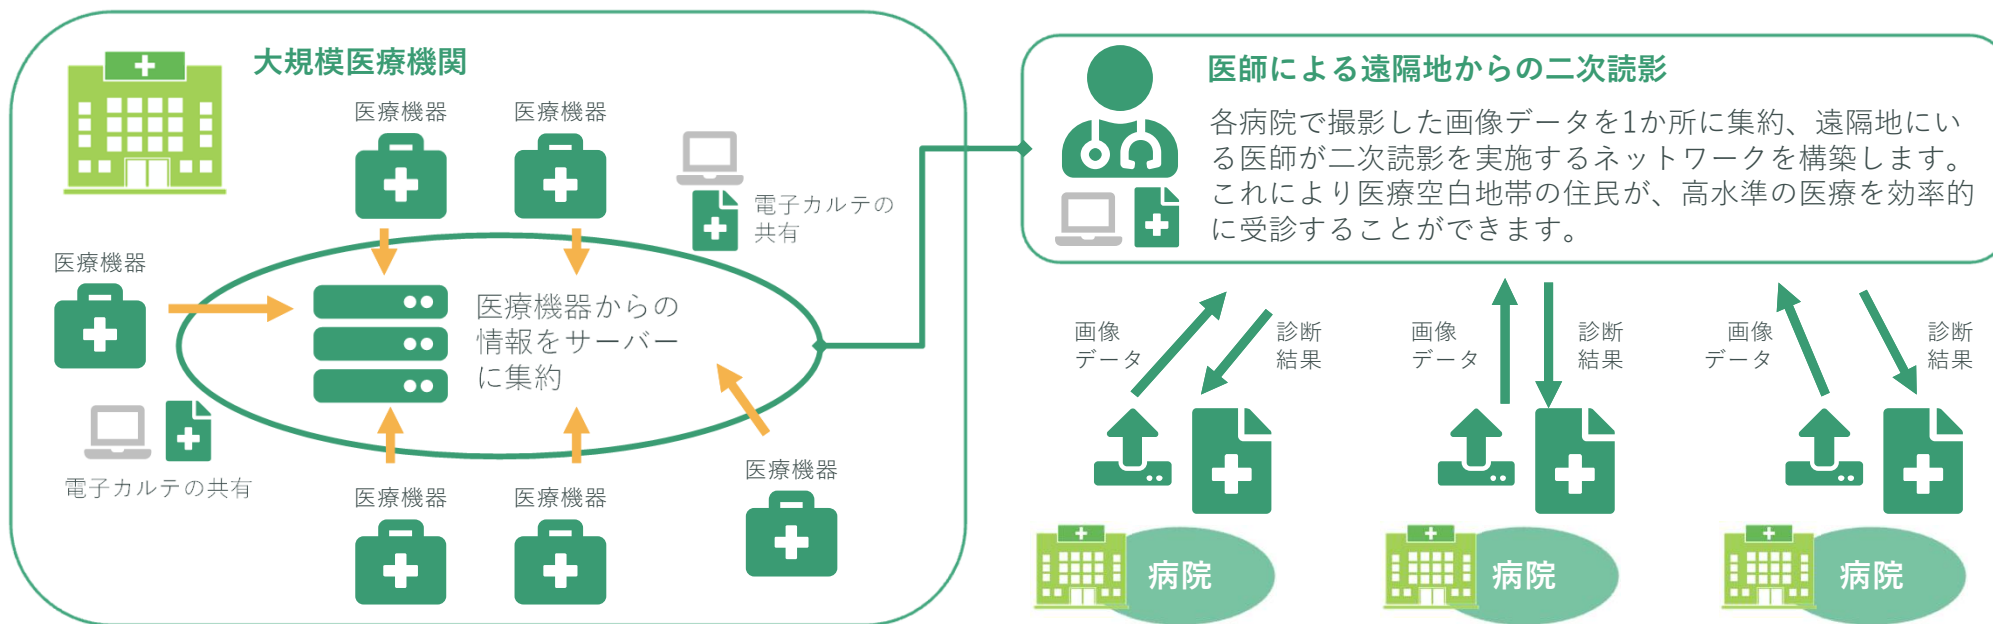 大規模医療機関
医療機器
医療機器
電子カルテの
共有
医療機器
医療機器からの
情報をサーバー
に集約
電子カルテの共有
医療機器
医療機器
医療機器
医師による遠隔地からの二次読影
各病院で撮影した画像データを1か所に集約、遠隔地にい
る医師が二次読影を実施するネットワークを構築します。
これにより医療空白地帯の住民が、高水準の医療を効率的
に受診することができます。
画像
データ
診断
結果
画像
データ
診断
結果
画像
データ
診断
結果
病院
病院
病院